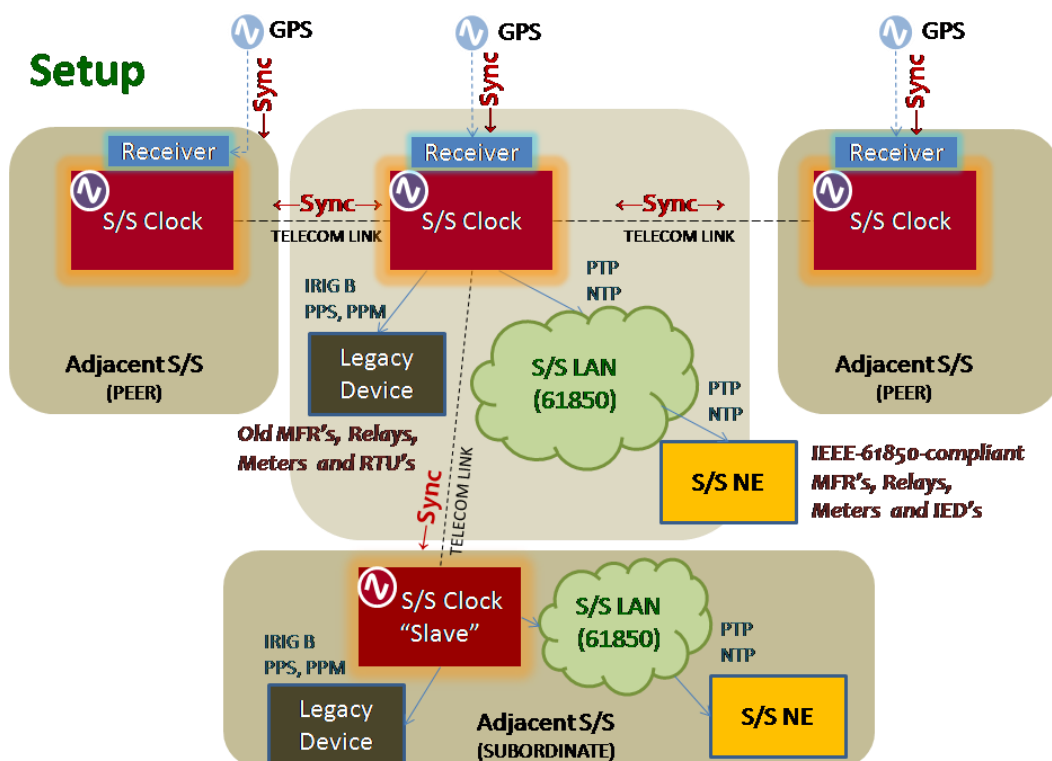 GPS
GPS
GPS
Setup
←Sync
←Sync
←Sync
Receiver
Receiver
Receiver
S/S Clock
←Sync→
TELECOM LINK
S/S Clock
←Sync→
TELECOM LINK
S/S Clock
IRIG B
PPS, PPM
PTP
NTP
Legacy
Device
S/S LAN
(61850)
PTP
NTP
Adjacent S/S
(PEER)
Adjacent S/S
(PEER)
Old MFR's, Relays,
Meters and RTU's
S/S NE
IEEE-61850-compliant
MFR's, Relays,
Meters and IED's
←Sync
TELECOM LINK
S/S Clock
“Slave”
S/S LAN
(61850)
IRIG B
PPS, PPM
PTP
NTP
Legacy
Device
S/S NE
Adjacent S/S
(SUBORDINATE)